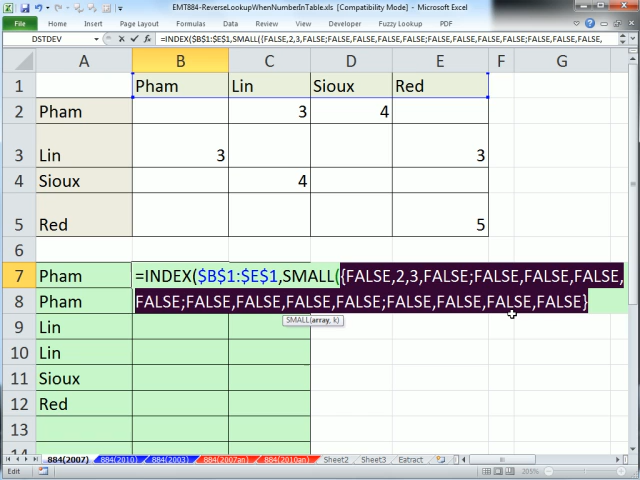 EMT884-ReverseLookupWhenNumberInTable.xls [Compatibility Mode] - Microsoft Excel
File Home Insert Page Layout Formulas Data Review View Developer Fuzzy Lookup PDF
DSTDEV =INDEX($B$1:$E$1,SMALL({FALSE,2,3,FALSE;FALSE,FALSE,FALSE,FALSE;FALSE,FALSE,FALSE,FALSE;FALSE,FALSE,FALSE,
A B C D E F G
1 Pham Lin Sioux Red
2 Pham 3 4
3 Lin 3 3
4 Sioux 4
5 Red 5
6
7 Pham =INDEX($B$1:$E$1,SMALL({FALSE,2,3,FALSE;FALSE,FALSE,FALSE,
8 Pham FALSE;FALSE,FALSE,FALSE,FALSE;FALSE,FALSE,FALSE,FALSE}
SMALL(array, k)
9 Lin
10 Lin
11 Sioux
12 Red
13
14
884(2007) 884(2010) 884(2003) 884(2007an) 884(2010an) Sheet2 Sheet3 Eatract
Edit 205%